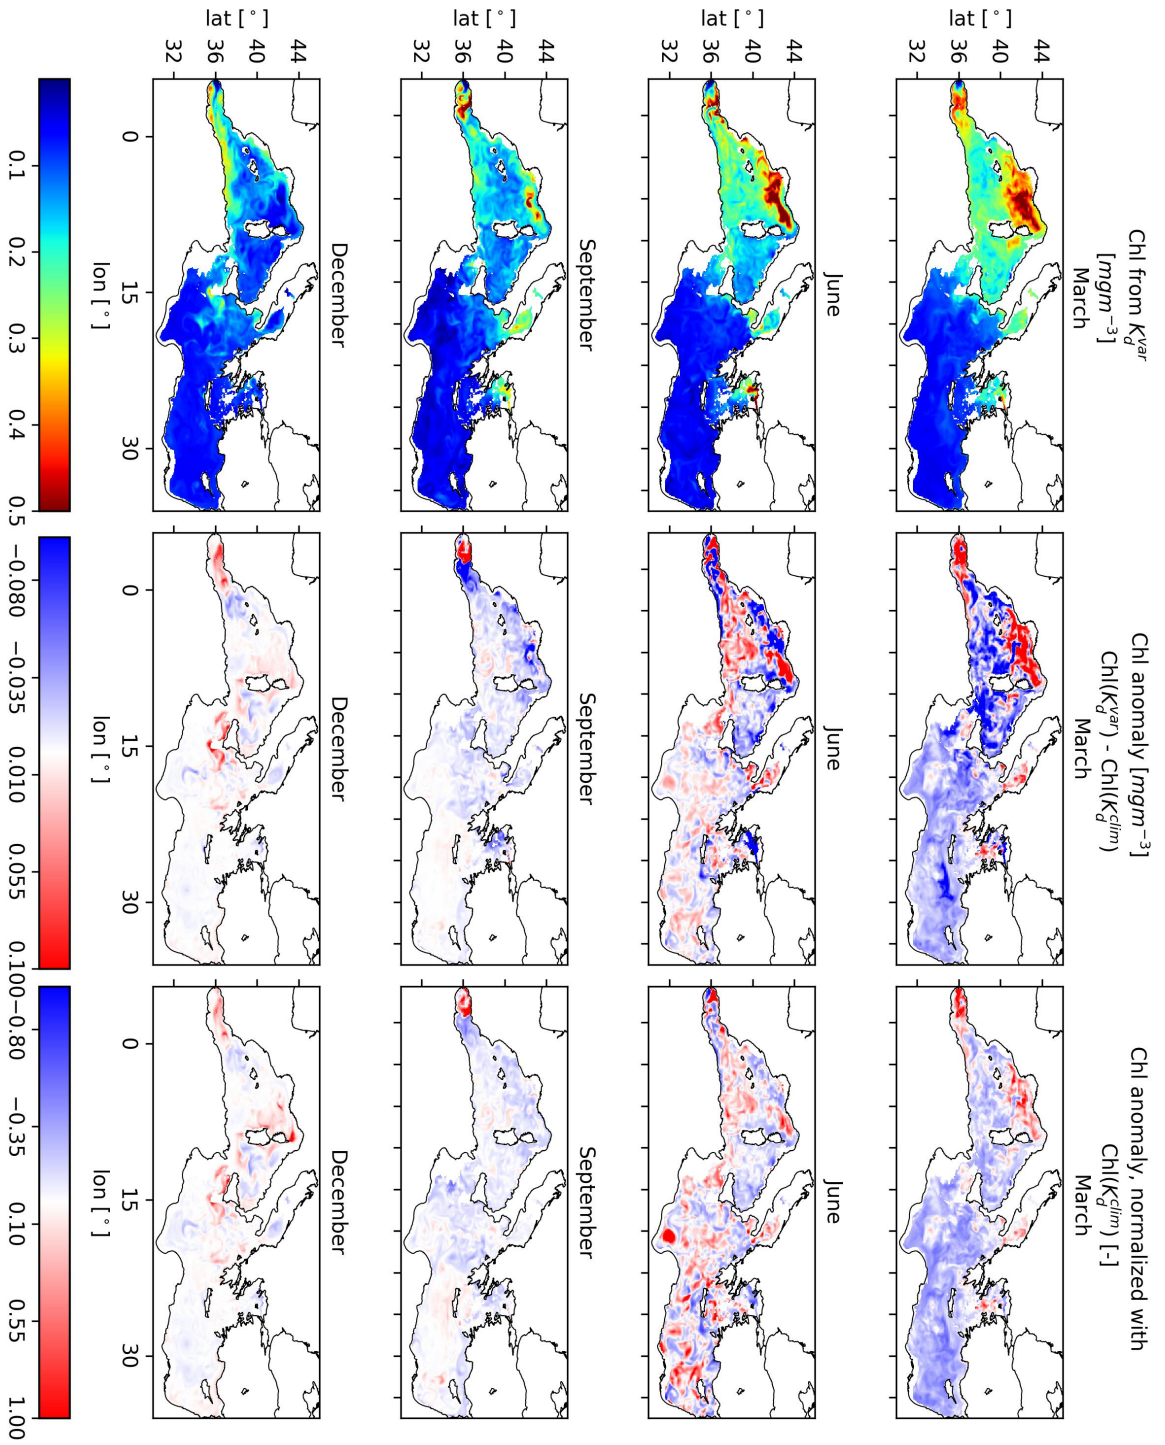 Chl from K_d^var
[mgm^−3]
March
Chl anomaly [mgm^−3]
Chl(K_d^var) - Chl(K_d^clim)
March
Chl anomaly, normalized with
Chl(K_d^clim) [-]
March
lat [°]
44
40
36
32
June
June
June
lat [°]
44
40
36
32
September
September
September
lat [°]
44
40
36
32
December
December
December
lat [°]
44
40
36
32
0 15 30
0 15 30
0 15 30
lon [°]
lon [°]
lon [°]
0.1 0.2 0.3 0.4 0.5
−0.080 −0.035 0.010 0.055 0.100
−0.80 −0.35 0.10 0.55 1.00